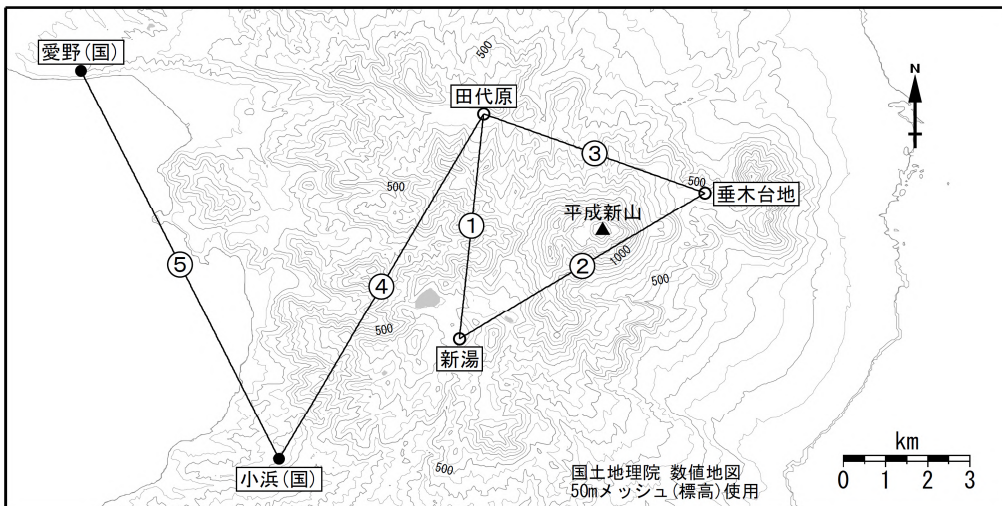 愛野(国)
500
田代原
N
③
500
500
垂木台地
平成新山
①
⑤
②
1000
500
④
500
新湯
km
小浜(国)
500
国土地理院 数値地図
50mメッシュ(標高)使用
0 1 2 3